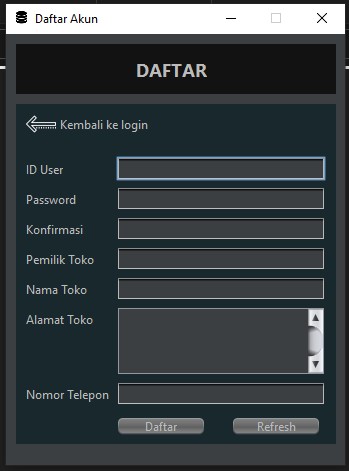 Daftar Akun
DAFTAR
Kembali ke login
ID User
Password
Konfirmasi
Pemilik Toko
Nama Toko
Alamat Toko
Nomor Telepon
Daftar Refresh